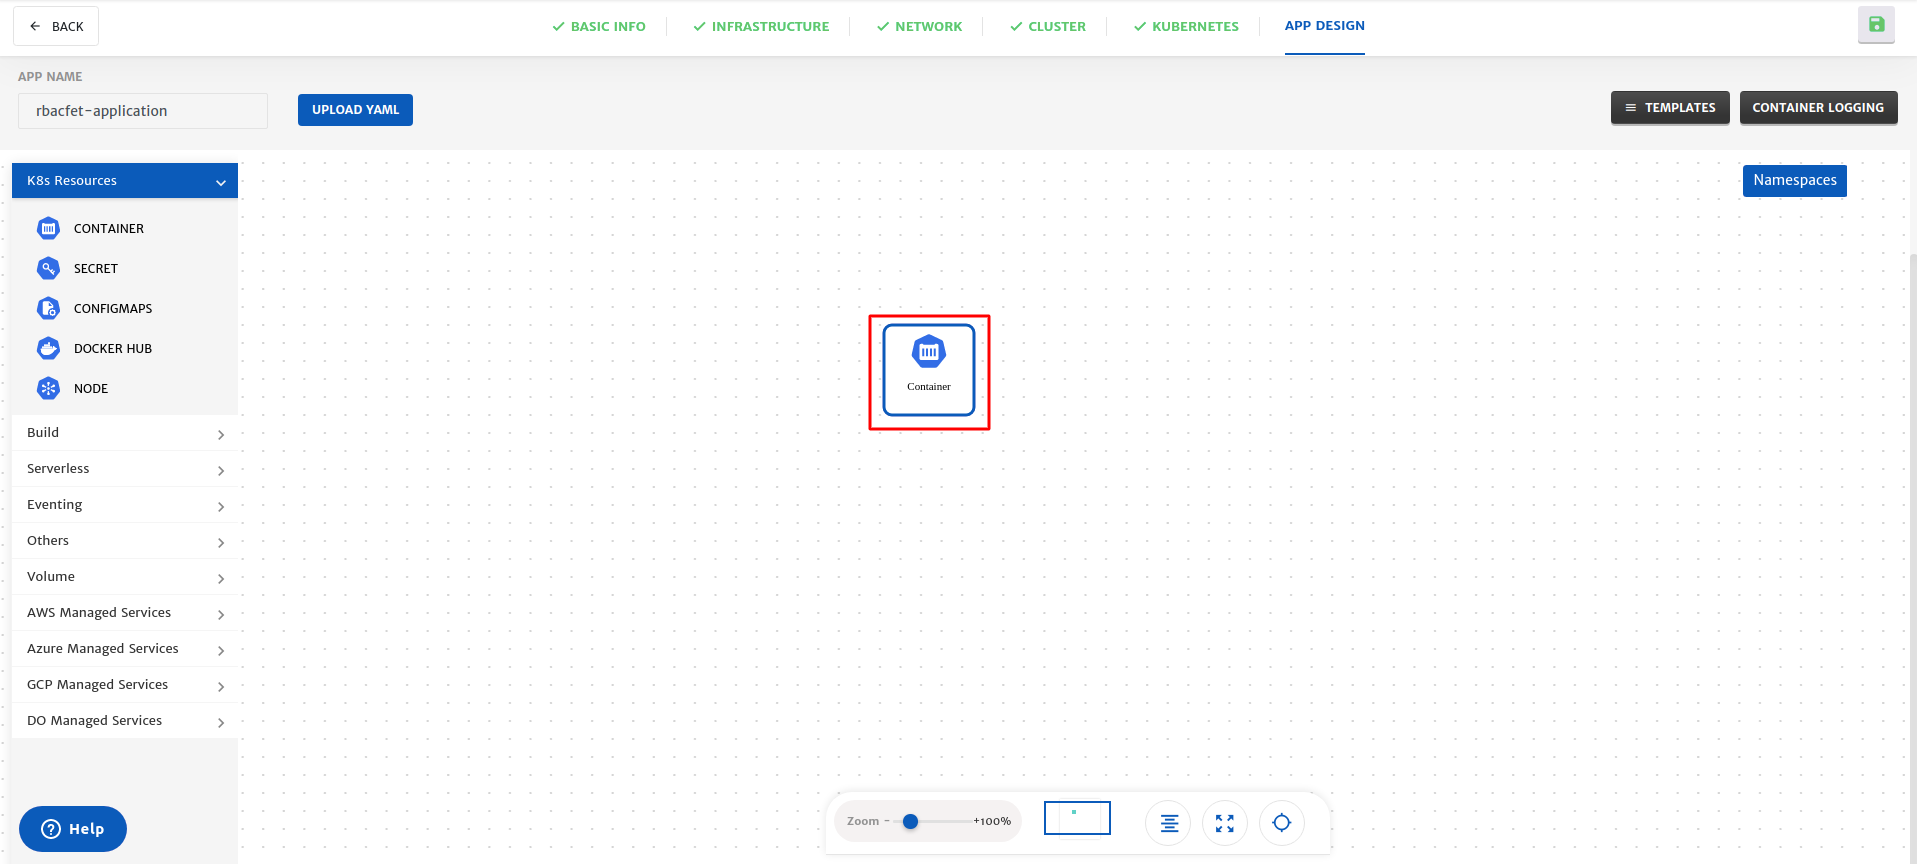 BACK
BASIC INFO
INFRASTRUCTURE
NETWORK
CLUSTER
KUBERNETES
APP DESIGN
APP NAME
rbacfet-application
UPLOAD YAML
TEMPLATES
CONTAINER LOGGING
K8s Resources
Namespaces
CONTAINER
SECRET
CONFIGMAPS
DOCKER HUB
NODE
Container
Build
Serverless
Eventing
Others
Volume
AWS Managed Services
Azure Managed Services
GCP Managed Services
DO Managed Services
Zoom - +100%
? Help